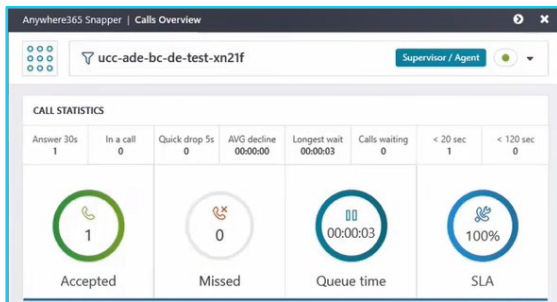 Anywhere365 Snapper | Calls Overview
ucc-ade-bc-de-test-xn21f
Supervisor / Agent
CALL STATISTICS
Answer 30s In a call Quick drop 5s AVG decline Longest wait Calls waiting < 20 sec < 120 sec
1 0 0 00:00:00 00:00:03 0 1 0
1 0 00:00:03 100%
Accepted Missed Queue time SLA